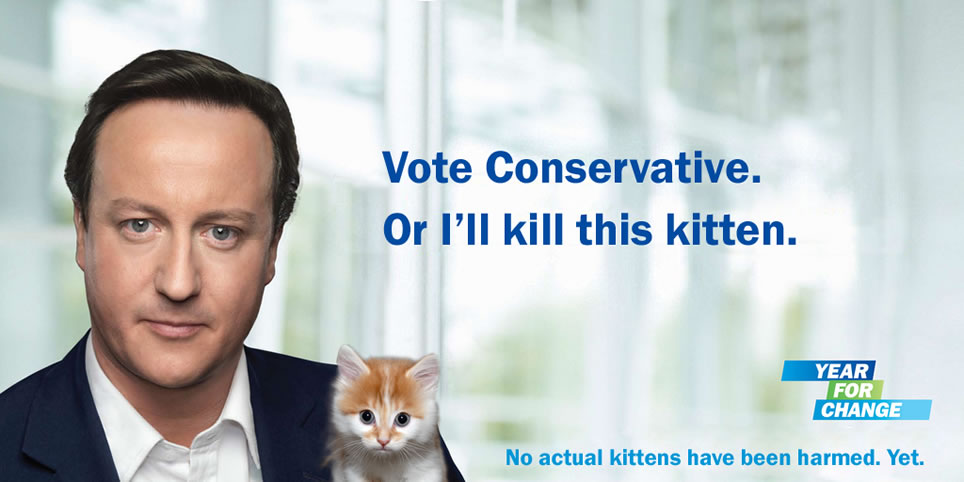 Vote Conservative.
Or I’ll kill this kitten.
YEAR
FOR
CHANGE
No actual kittens have been harmed. Yet.